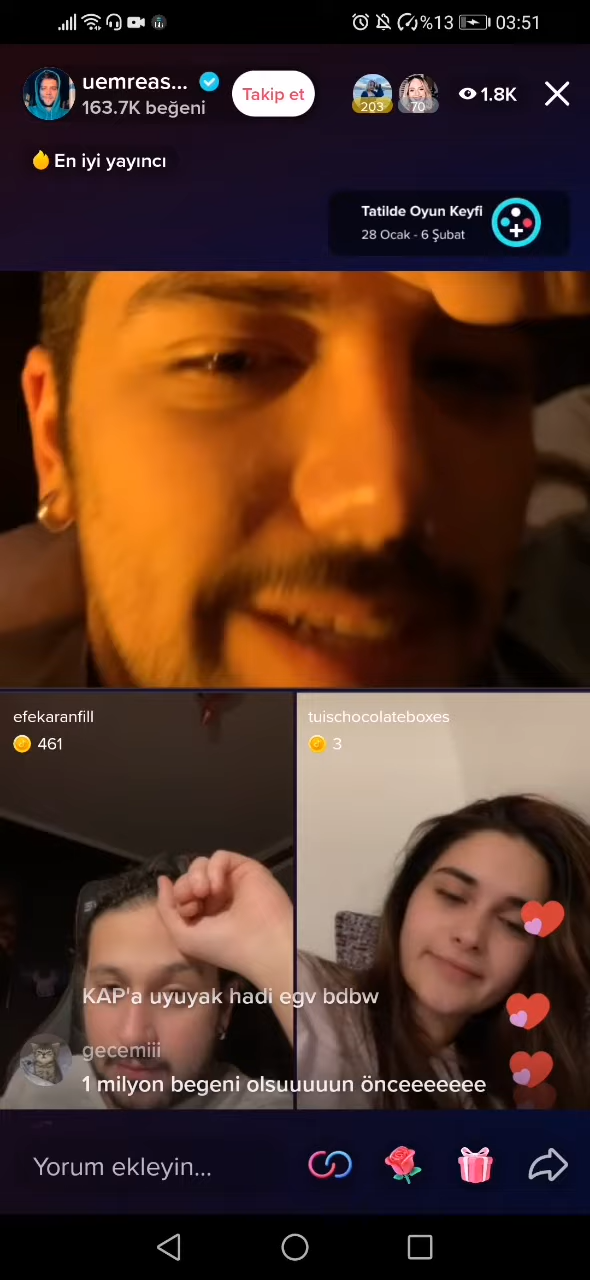 %13 03:51
uemreas...
163.7K beğeni
Takip et
203
70
1.8K
En iyi yayıncı
Tatilde Oyun Keyfi
28 Ocak - 6 Şubat
efekaranfill
461
tuischocolateboxes
3
KAP'a uyuyak hadi egv bdbw
gecemiii
1 milyon begeni olsuuuuun önceeeeeee
Yorum ekleyin...